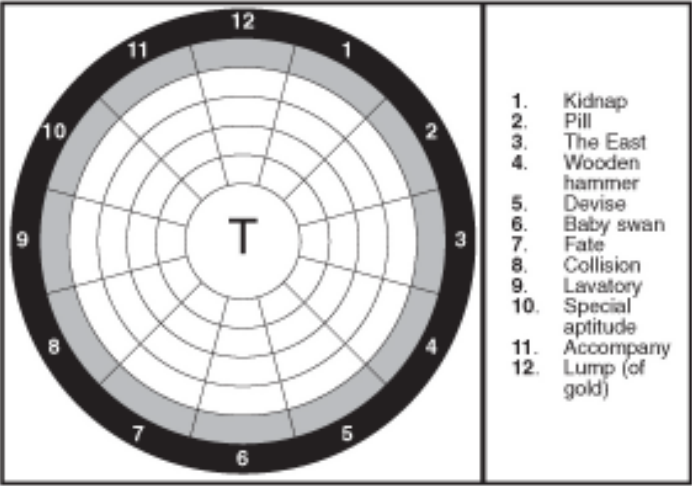 12
11
1
10
2
T
9
3
8
4
7
5
6
1. Kidnap
2. Pill
3. The East
4. Wooden
hammer
5. Devise
6. Baby swan
7. Fate
8. Collision
9. Lavatory
10. Special
aptitude
11. Accompany
12. Lump (of
gold)